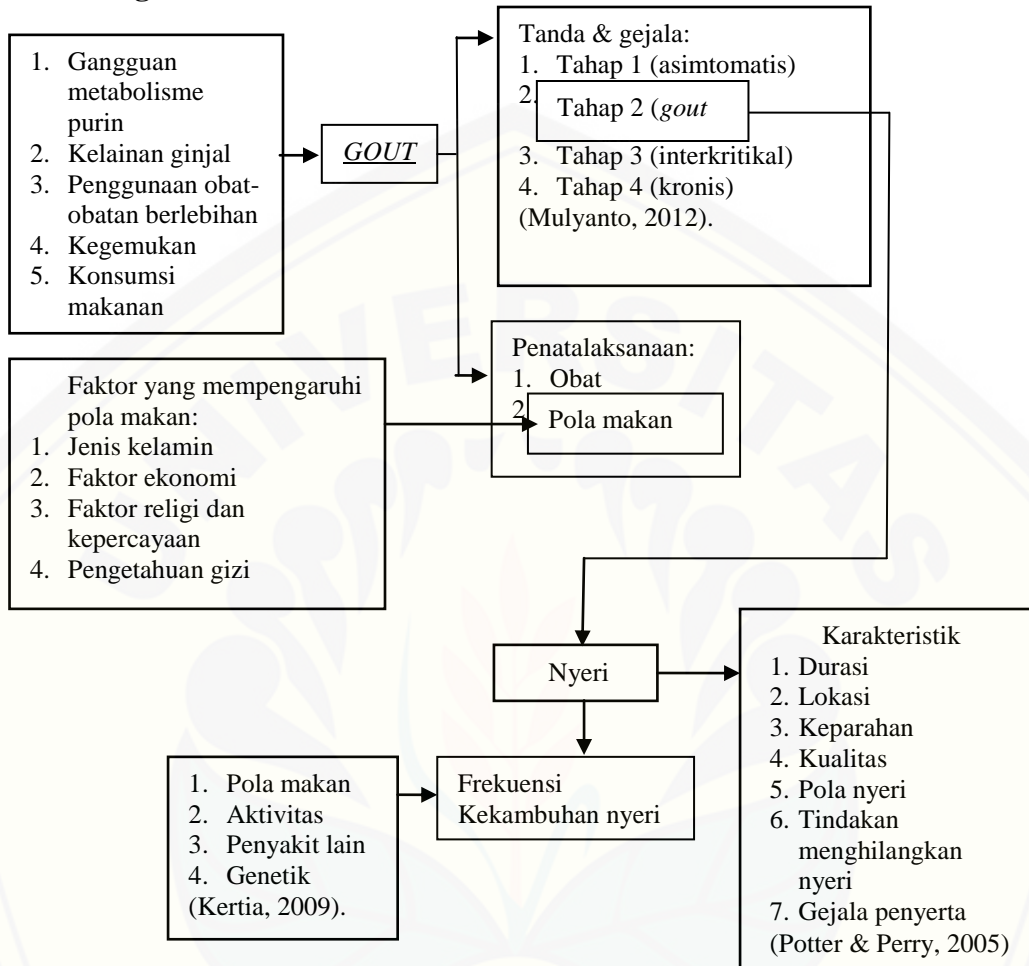 1. Gangguan
metabolisme
purin
2. Kelainan ginjal
3. Penggunaan obat-
obatan berlebihan
4. Kegemukan
5. Konsumsi
makanan
GOUT
Tanda & gejala:
1. Tahap 1 (asimtomatis)
2.
Tahap 2 (gout
3. Tahap 3 (interkritikal)
4. Tahap 4 (kronis)
(Mulyanto, 2012).
Penatalaksanaan:
1. Obat
2
Pola makan
Faktor yang mempengaruhi
pola makan:
1. Jenis kelamin
2. Faktor ekonomi
3. Faktor religi dan
kepercayaan
4. Pengetahuan gizi
Nyeri
Karakteristik
1. Durasi
2. Lokasi
3. Keparahan
4. Kualitas
5. Pola nyeri
6. Tindakan
menghilangkan
nyeri
7. Gejala penyerta
(Potter & Perry, 2005)
1. Pola makan
2. Aktivitas
3. Penyakit lain
4. Genetik
(Kertia, 2009).
Frekuensi
Kekambuhan nyeri
UNIVERSITAS